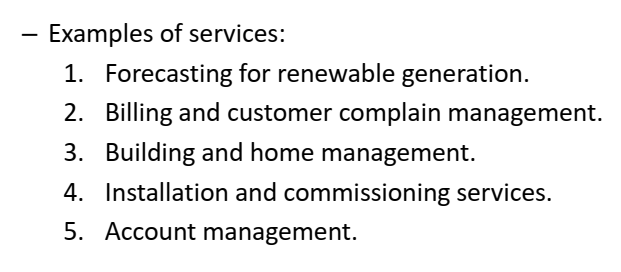 – Examples of services:
1. Forecasting for renewable generation.
2. Billing and customer complain management.
3. Building and home management.
4. Installation and commissioning services.
5. Account management.